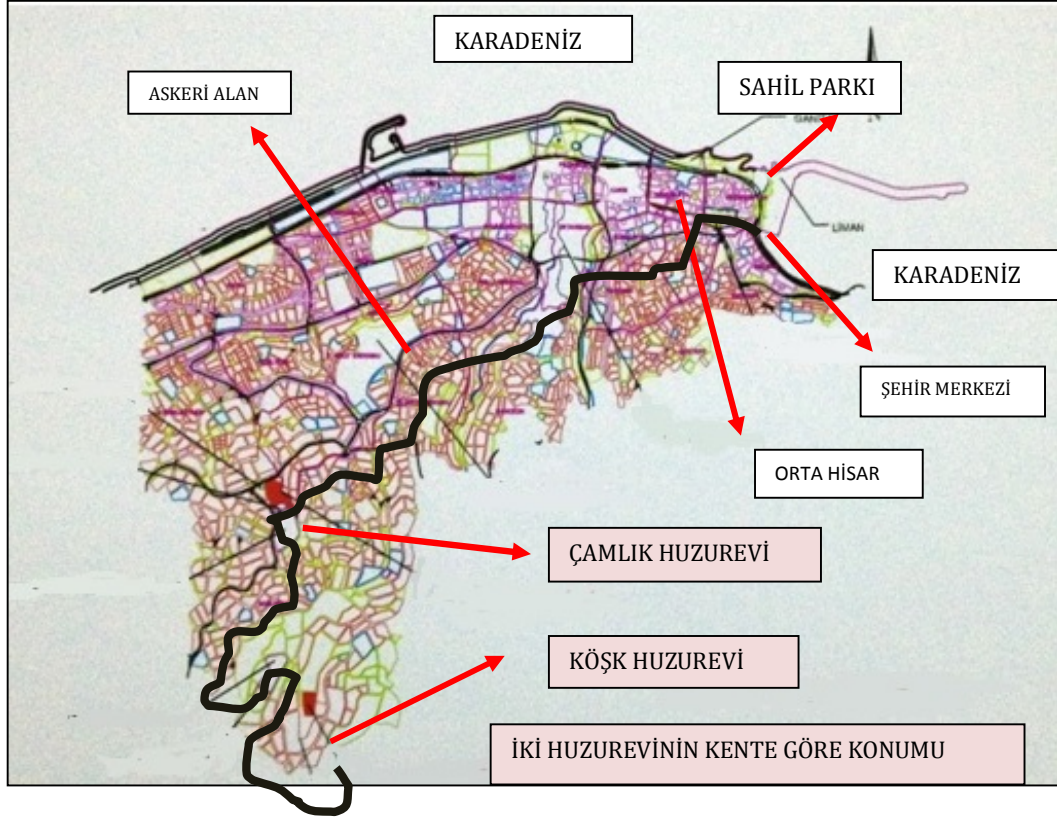 KARADENİZ
ASKERİ ALAN
SAHİL PARKI
LİMAN
KARADENİZ
ŞEHİR MERKEZİ
ORTA HİSAR
ÇAMLIK HUZUREVİ
KÖŞK HUZUREVİ
İKİ HUZUREVİNİN KENTE GÖRE KONUMU